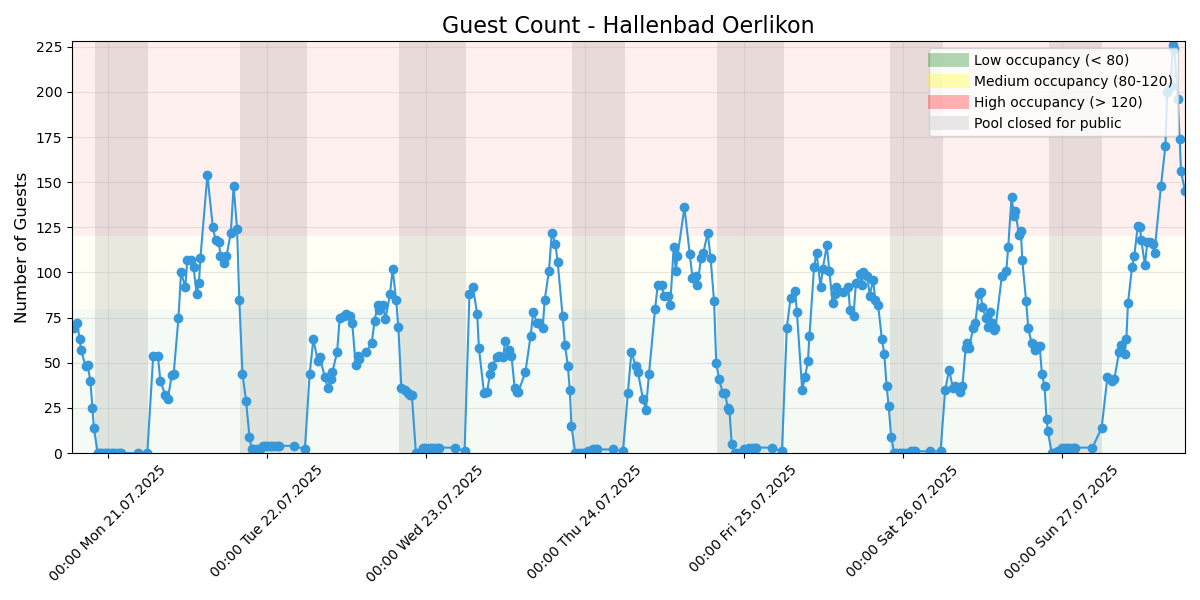 Guest Count - Hallenbad Oerlikon
Number of Guests
225
200
175
150
125
100
75
50
25
0
Low occupancy (< 80)
Medium occupancy (80-120)
High occupancy (> 120)
Pool closed for public
00:00 Mon 21.07.2025
00:00 Tue 22.07.2025
00:00 Wed 23.07.2025
00:00 Thu 24.07.2025
00:00 Fri 25.07.2025
00:00 Sat 26.07.2025
00:00 Sun 27.07.2025